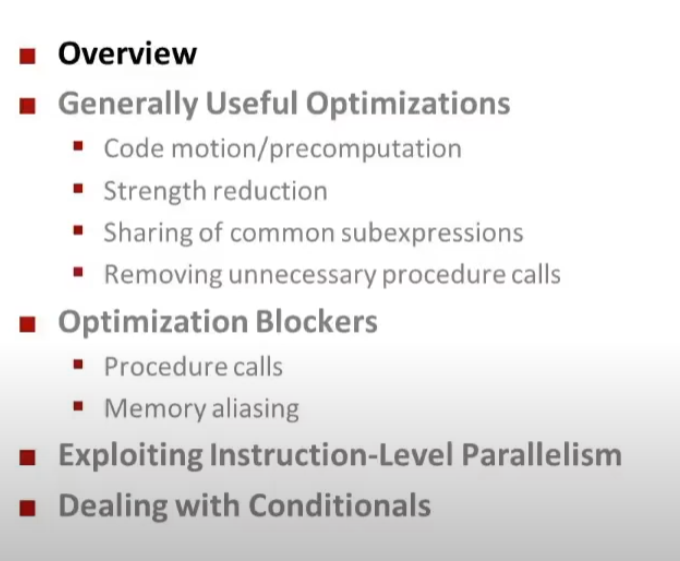 Overview
Generally Useful Optimizations
Code motion/precomputation
Strength reduction
Sharing of common subexpressions
Removing unnecessary procedure calls
Optimization Blockers
Procedure calls
Memory aliasing
Exploiting Instruction-Level Parallelism
Dealing with Conditionals